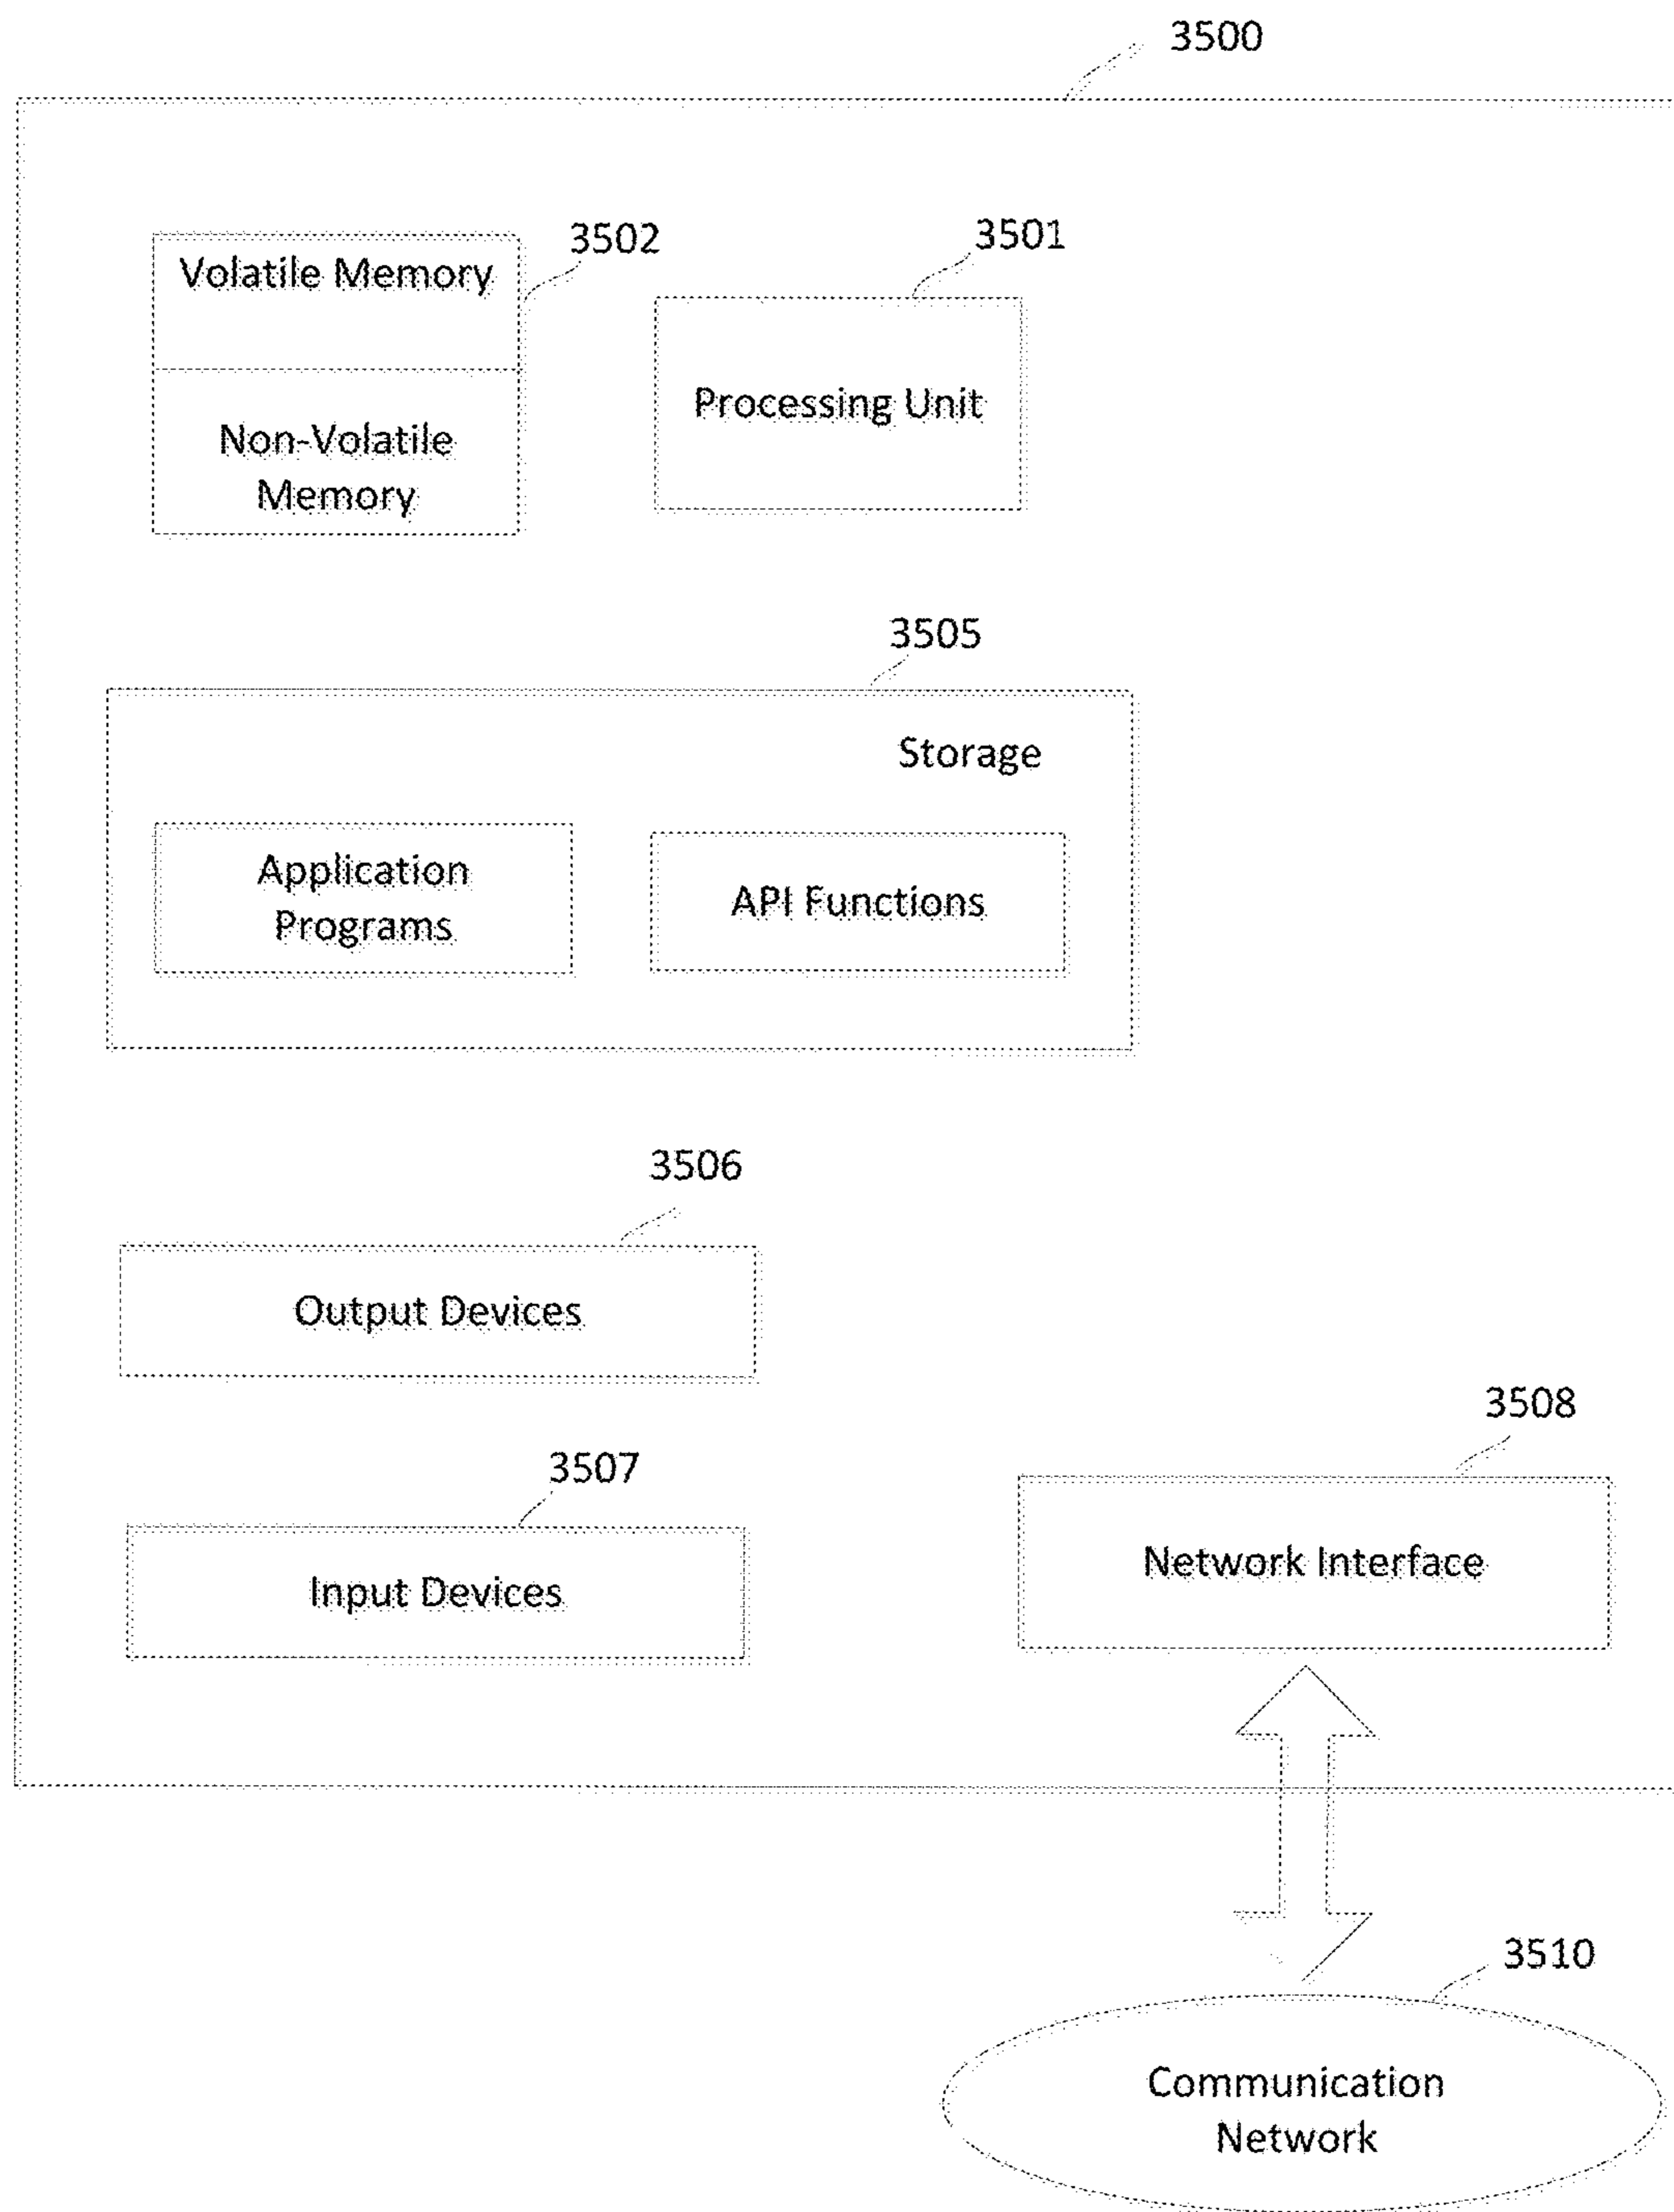 3500
3502
3501
Volatile Memory
Processing Unit
Non-Volatile
Memory
3505
Storage
Application
Programs
API Functions
3506
Output Devices
3508
3507
Network Interface
Input Devices
3510
Communication
Network